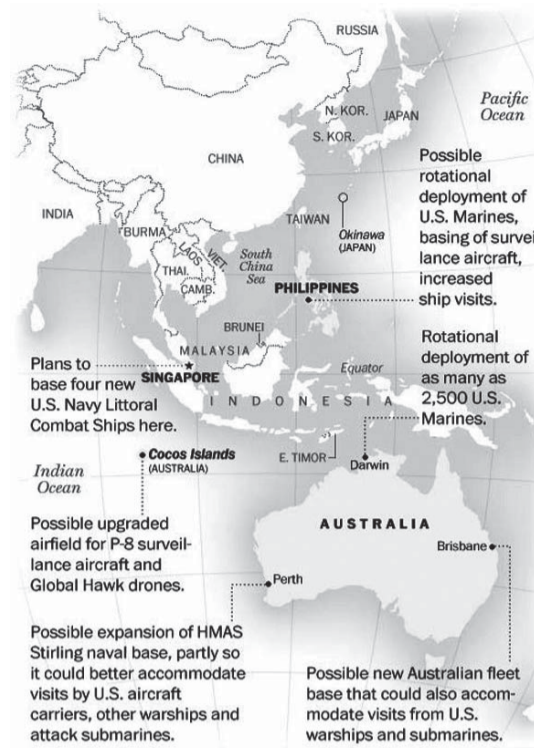 RUSSIA
Pacific
Ocean
N. KOR.
JAPAN
S. KOR.
CHINA
Possible
rotational
deployment of
U.S. Marines,
basing of survei
lance aircraft,
increased
ship visits.
INDIA
TAIWAN
Okinawa
(JAPAN)
BURMA
LAOS
VIET.
South
China
Sea
THAI.
CAMB.
PHILIPPINES
BRUNEI
MALAYSIA
Rotational
deployment of
as many as
2,500 U.S.
Marines.
Equator
Plans to
base four new
U.S. Navy Littoral
Combat Ships here.
SINGAPORE
INDONESIA
Cocos Islands
(AUSTRALIA)
E. TIMOR
Darwin
Indian
Ocean
Possible upgraded
airfield for P-8 surveil-
lance aircraft and
Global Hawk drones.
AUSTRALIA
Brisbane
Perth
Possible expansion of HMAS
Stirling naval base, partly so
it could better accommodate
visits by U.S. aircraft
carriers, other warships and
attack submarines.
Possible new Australian fleet
base that could also accom-
modate visits from U.S.
warships and submarines.